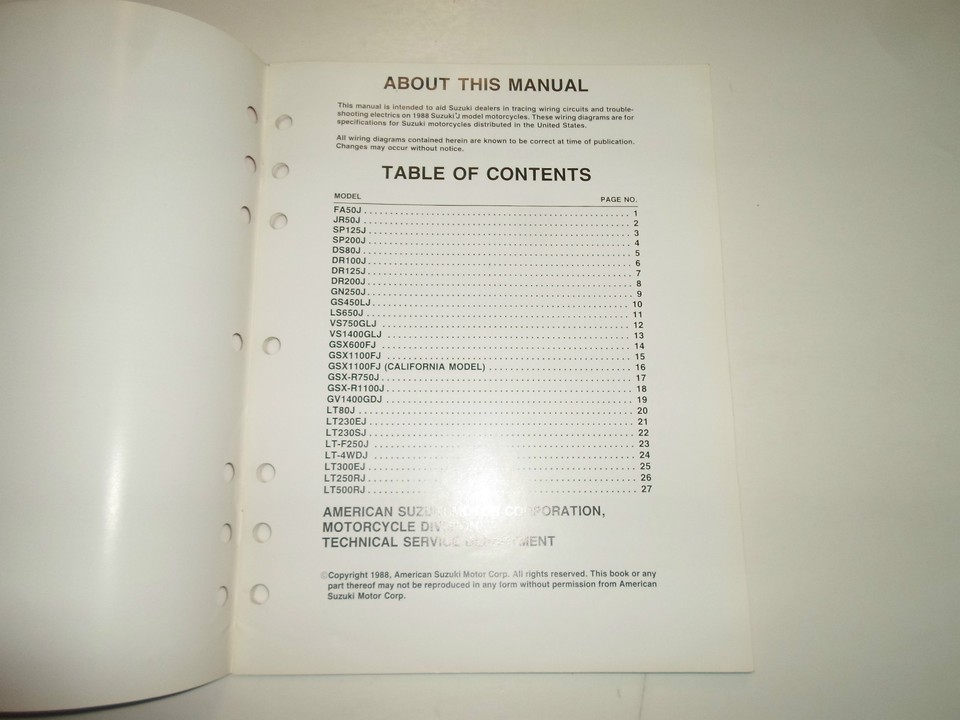 ABOUT THIS MANUAL
This manual is intended to aid Suzuki dealers in tracing wiring circuits and trouble-
shooting electrics on 1988 Suzuki 'J model motorcycles. These wiring diagrams are for
specifications for Suzuki motorcycles distributed in the United States.
All wiring diagrams contained herein are known to be correct at time of publication.
Changes may occur without notice.
TABLE OF CONTENTS
MODEL PAGE NO.
FA50J 1
JR50J 2
SP125J 3
SP200J 4
DS80J 5
DR100J 6
DR125J 7
DR200J 8
GN250J 9
GS450LJ 10
LS650J 11
VS750GLJ 12
VS1400GLJ 13
GSX600FJ 14
GSX1100FJ 15
GSX1100FJ (CALIFORNIA MODEL) 16
GSX-R750J 17
GSX-R1100J 18
GV1400GDJ 19
LT80J 20
LT230EJ 21
LT230SJ 22
LT-F250J 23
LT-4WDJ 24
LT300EJ 25
LT250RJ 26
LT500RJ 27
AMERICAN SUZUKI MOTOR CORPORATION,
MOTORCYCLE DIVISION
TECHNICAL SERVICE DEPARTMENT
©Copyright 1988, American Suzuki Motor Corp. All rights reserved. This book or any
part thereof may not be reproduced in any form without permission from American
Suzuki Motor Corp.